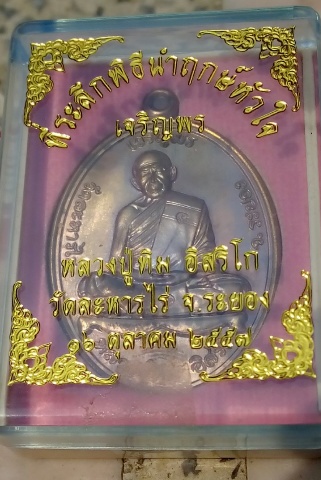 ที่ระลึกพิธีนำฤกษ์หัวใจ
เจริญพร
หลวงปู่ทิม อิสริโก
วัดละหารไร่ จ.ระยอง
๑๖ ตุลาคม ๒๕๕๗